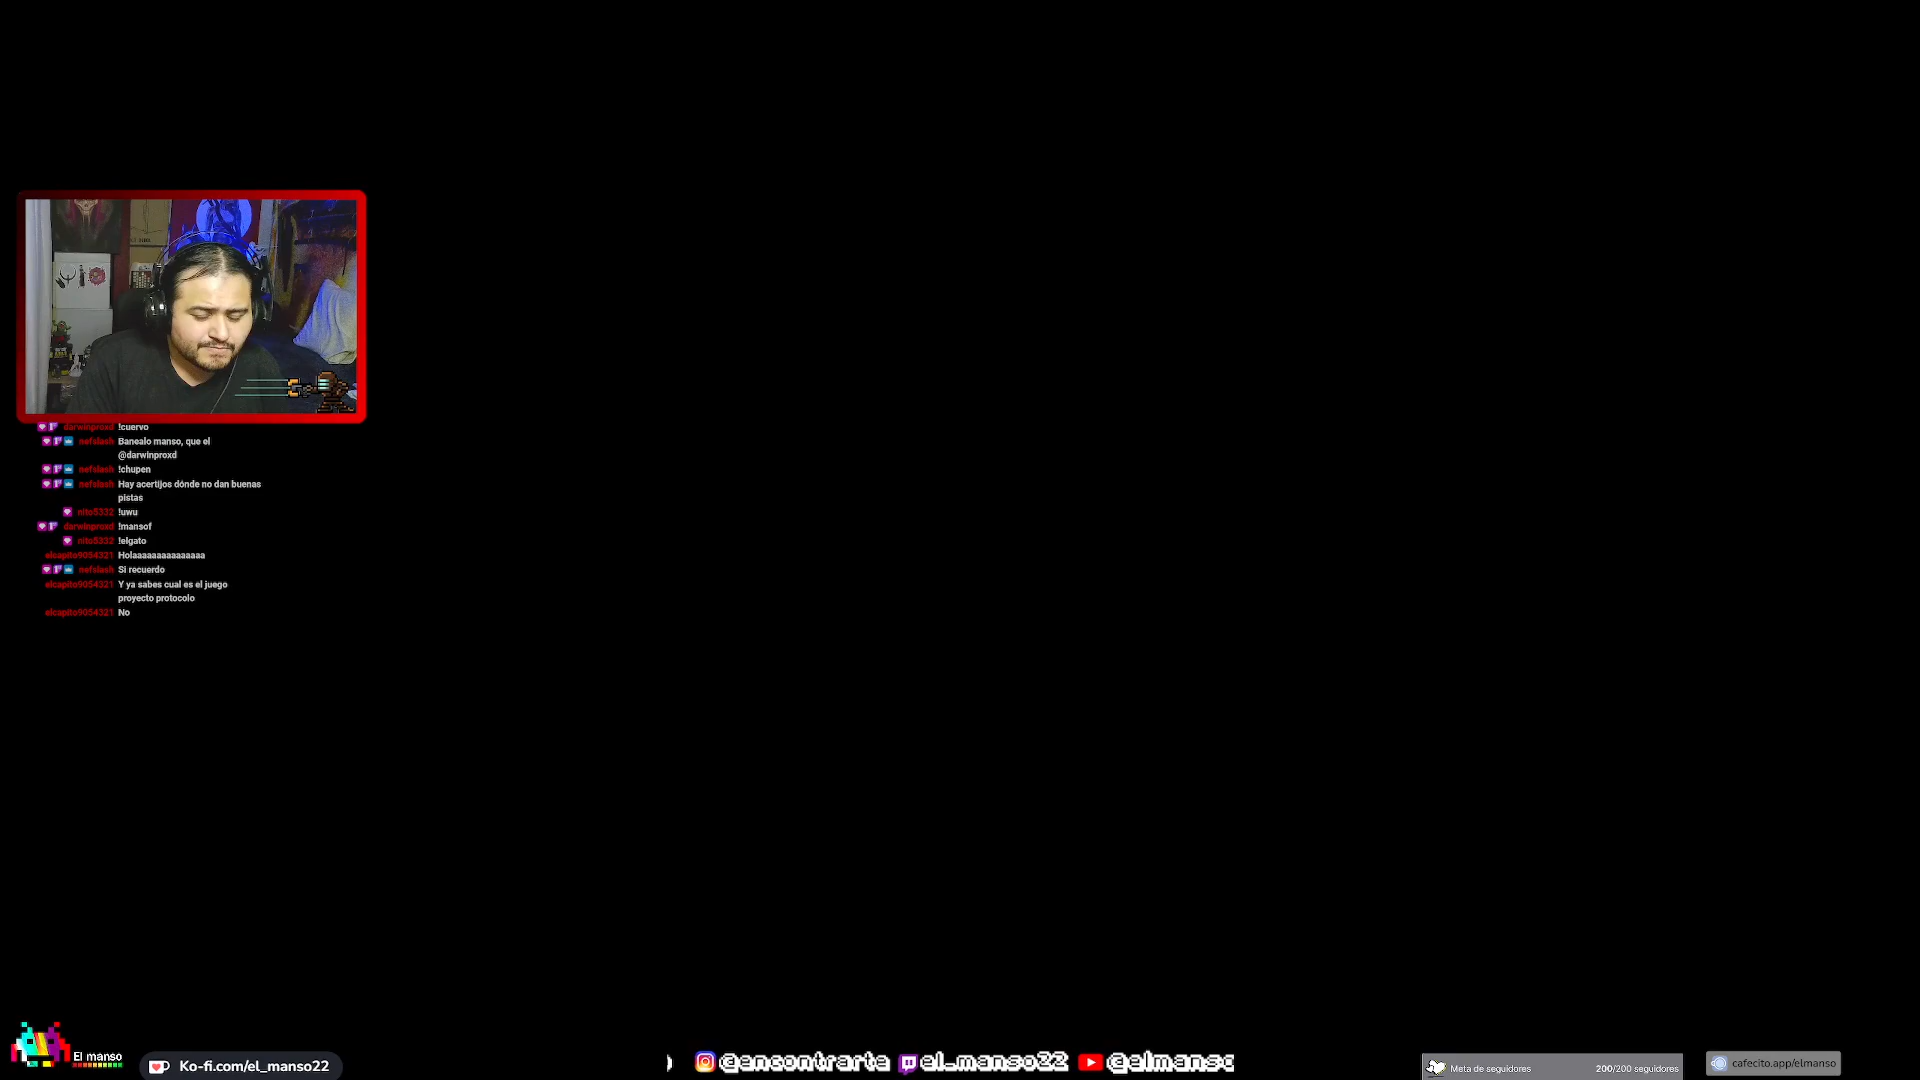 darwinproxd !cuervo
nefslash Banealo manso, que el
@darwinproxd
nefslash !chupen
nefslash Hay acertijos dónde no dan buenas
pistas
nito5332 !uwu
darwinproxd !mansof
nito5332 !elgato
elcapito9054321 Holaaaaaaaaaaaaaaa
nefslash Si recuerdo
elcapito9054321 Y ya sabes cual es el juego
proyecto protocolo
elcapito9054321 No
El manso
Ko-fi.com/el_manso22
@ancontrarte el_manso22 @elmanso
Meta de seguidores 200/200 seguidores
cafecito.app/elmanso